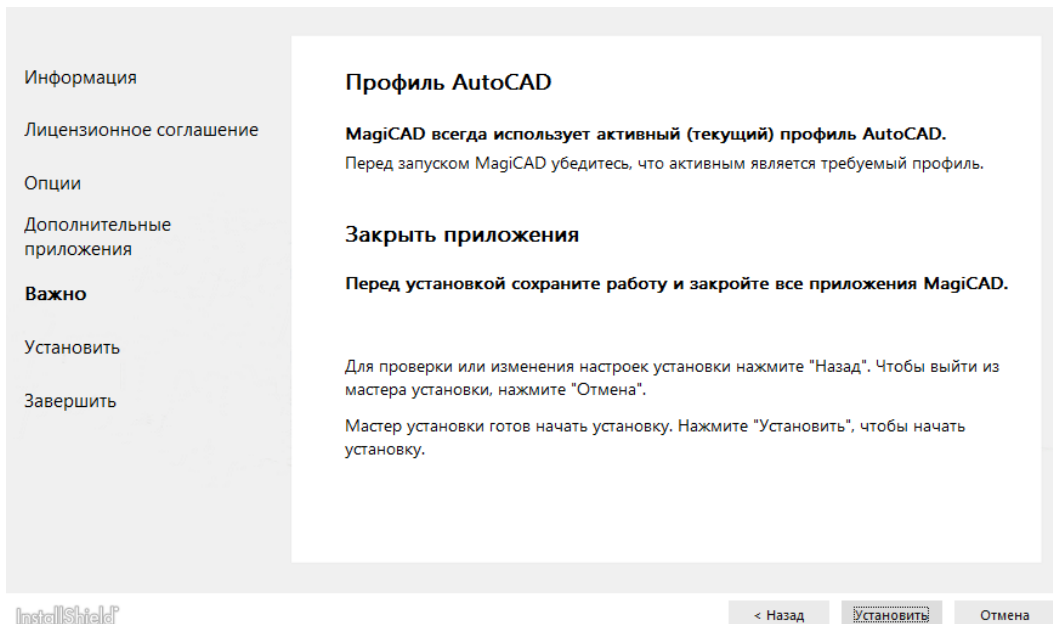 Информация
Лицензионное соглашение
Опции
Дополнительные
приложения
Важно
Установить
Завершить
Профиль AutoCAD
MagiCAD всегда использует активный (текущий) профиль AutoCAD.
Перед запуском MagiCAD убедитесь, что активным является требуемый профиль.
Закрыть приложения
Перед установкой сохраните работу и закройте все приложения MagiCAD.
Для проверки или изменения настроек установки нажмите "Назад". Чтобы выйти из
мастера установки, нажмите "Отмена".
Мастер установки готов начать установку. Нажмите "Установить", чтобы начать
установку.
InstallShield
< Назад
Установить
Отмена